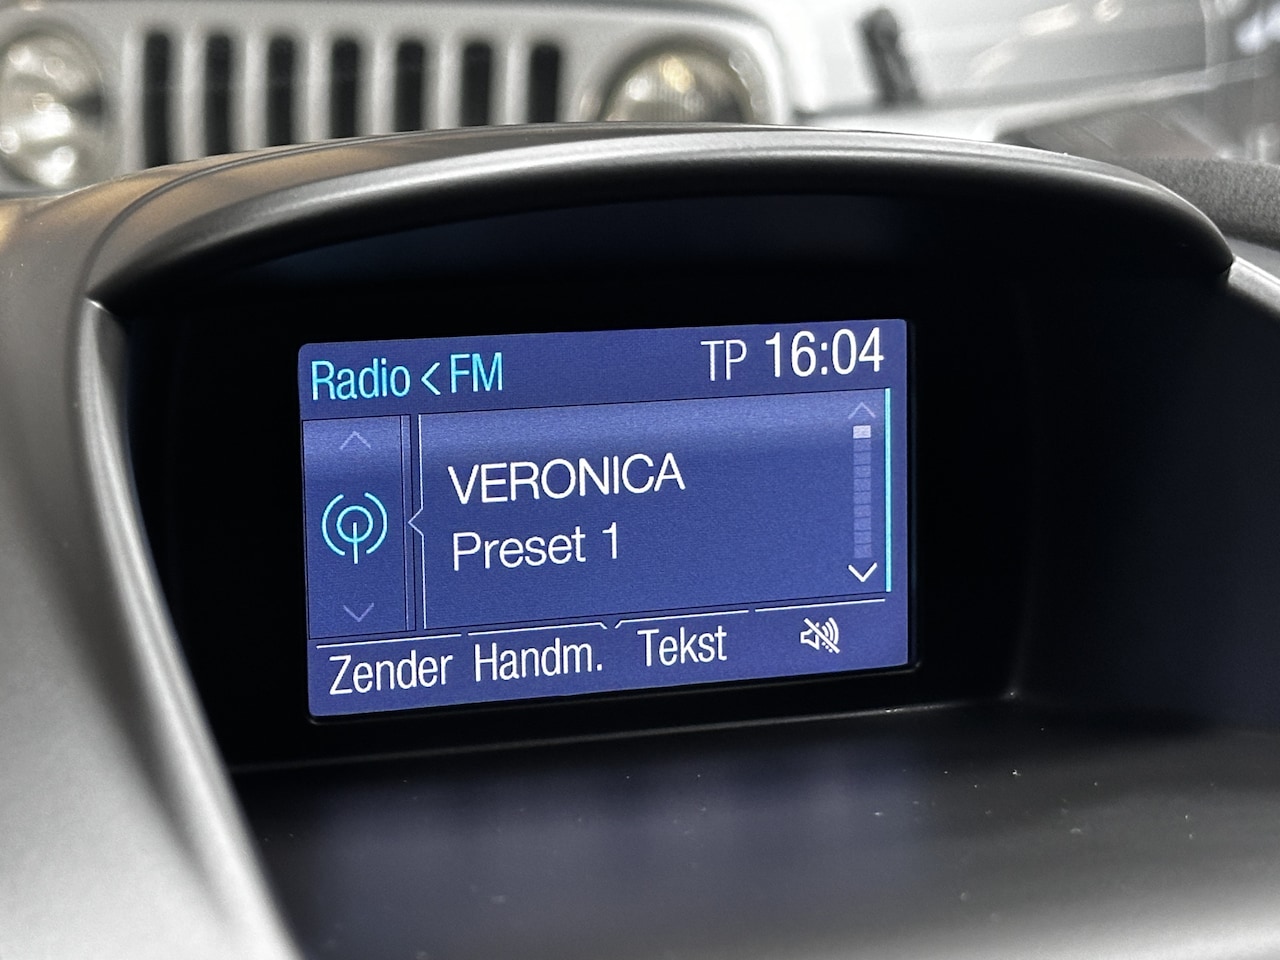 Radio < FM TP 16:04
VERONICA
Preset 1
Zender Handm. Tekst